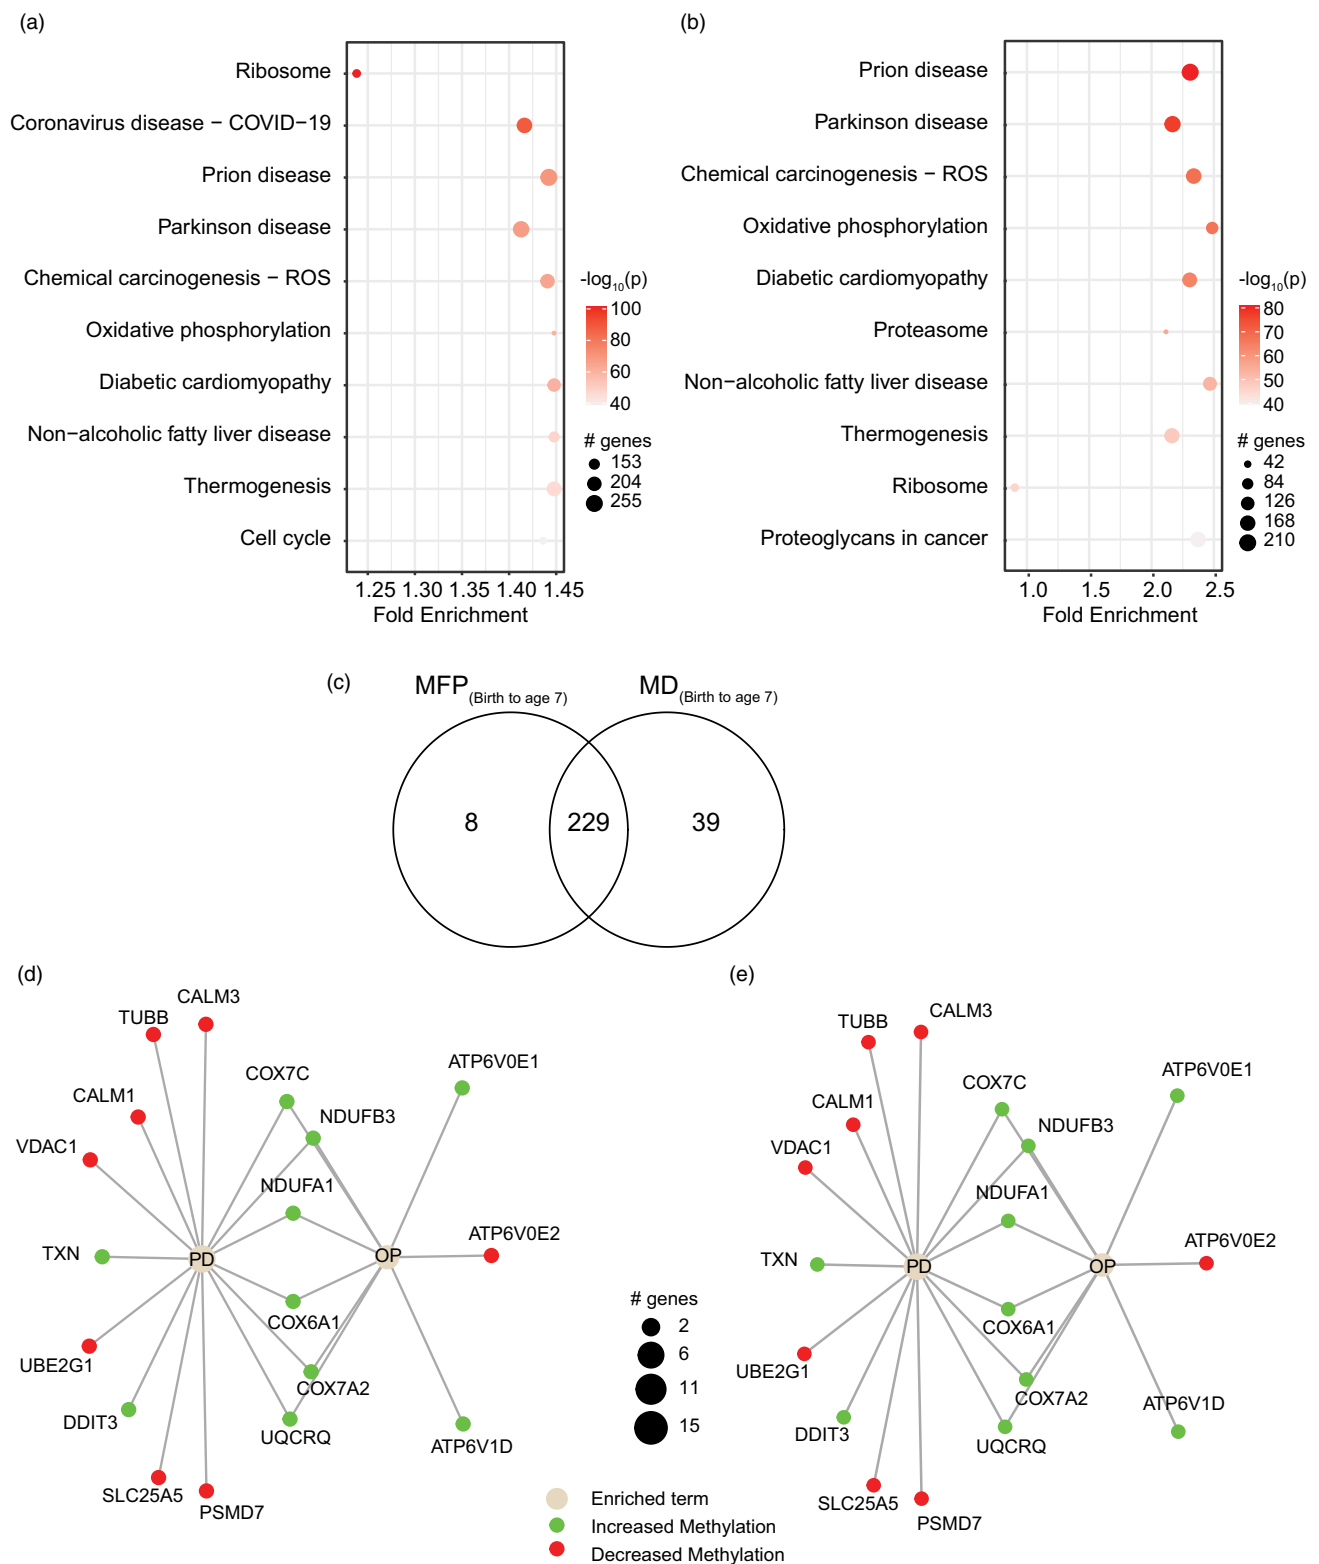 (a)
Ribosome
Coronavirus disease − COVID−19
Prion disease
Parkinson disease
Chemical carcinogenesis − ROS
Oxidative phosphorylation
Diabetic cardiomyopathy
Non−alcoholic fatty liver disease
Thermogenesis
Cell cycle
1.25 1.30 1.35 1.40 1.45
Fold Enrichment
-log10(p)
100
80
60
40
# genes
153
204
255
(b)
Prion disease
Parkinson disease
Chemical carcinogenesis − ROS
Oxidative phosphorylation
Diabetic cardiomyopathy
Proteasome
Non−alcoholic fatty liver disease
Thermogenesis
Ribosome
Proteoglycans in cancer
1.0 1.5 2.0 2.5
Fold Enrichment
-log10(p)
80
70
60
50
40
# genes
42
84
126
168
210
(c)
MFP(Birth to age 7)
MD(Birth to age 7)
8
229
39
(d)
CALM3
TUBB
COX7C
ATP6V0E1
CALM1
NDUFB3
VDAC1
NDUFA1
ATP6V0E2
TXN
PD
OP
COX6A1
UBE2G1
COX7A2
DDIT3
UQCRQ
ATP6V1D
SLC25A5
PSMD7
# genes
2
6
11
15
Enriched term
Increased Methylation
Decreased Methylation
(e)
CALM3
TUBB
COX7C
ATP6V0E1
CALM1
NDUFB3
VDAC1
NDUFA1
ATP6V0E2
TXN
PD
OP
COX6A1
UBE2G1
COX7A2
ATP6V1D
DDIT3
UQCRQ
SLC25A5
PSMD7